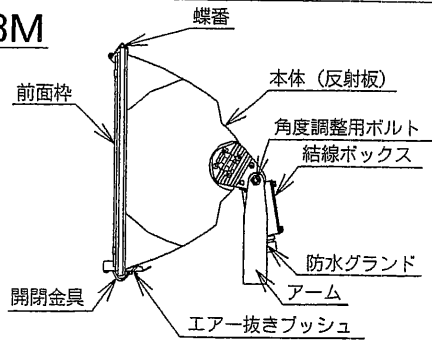 3M
蝶番
本体（反射板）
前面枠
角度調整用ボルト
結線ボックス
防水グランド
開閉金具
アーム
エアー抜きブッシュ